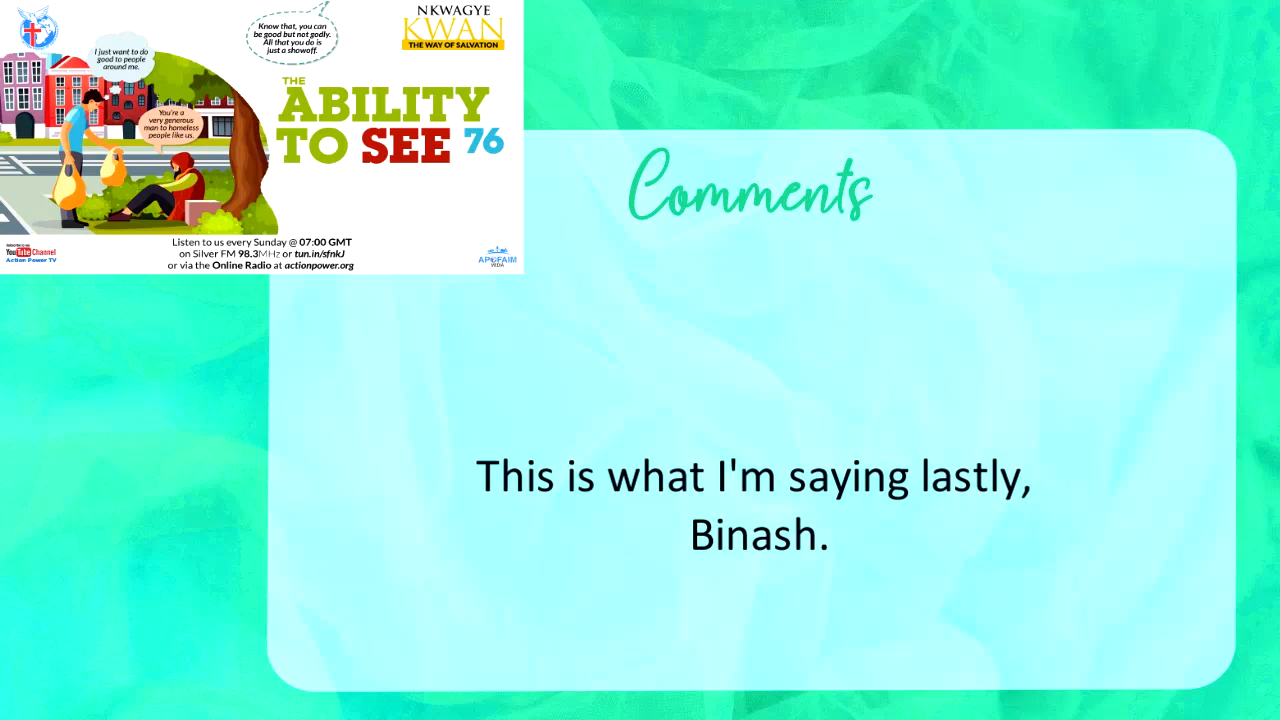 I just want to do
good to people
around me.
You're a
very generous
man to homeless
people like us.
Know that, you can
be good but not godly.
All that you do is
just a showoff.
NKWAGYE
KWAN
THE WAY OF SALVATION
THE
ABILITY
TO SEE 76
Listen to us every Sunday @ 07:00 GMT
on Silver FM 98.3MHz or tun.in/sfnkJ
or via the Online Radio at actionpower.org
YouTube Channel
Action Power TV
APOFAIM
Comments
This is what I'm saying lastly,
Binash.